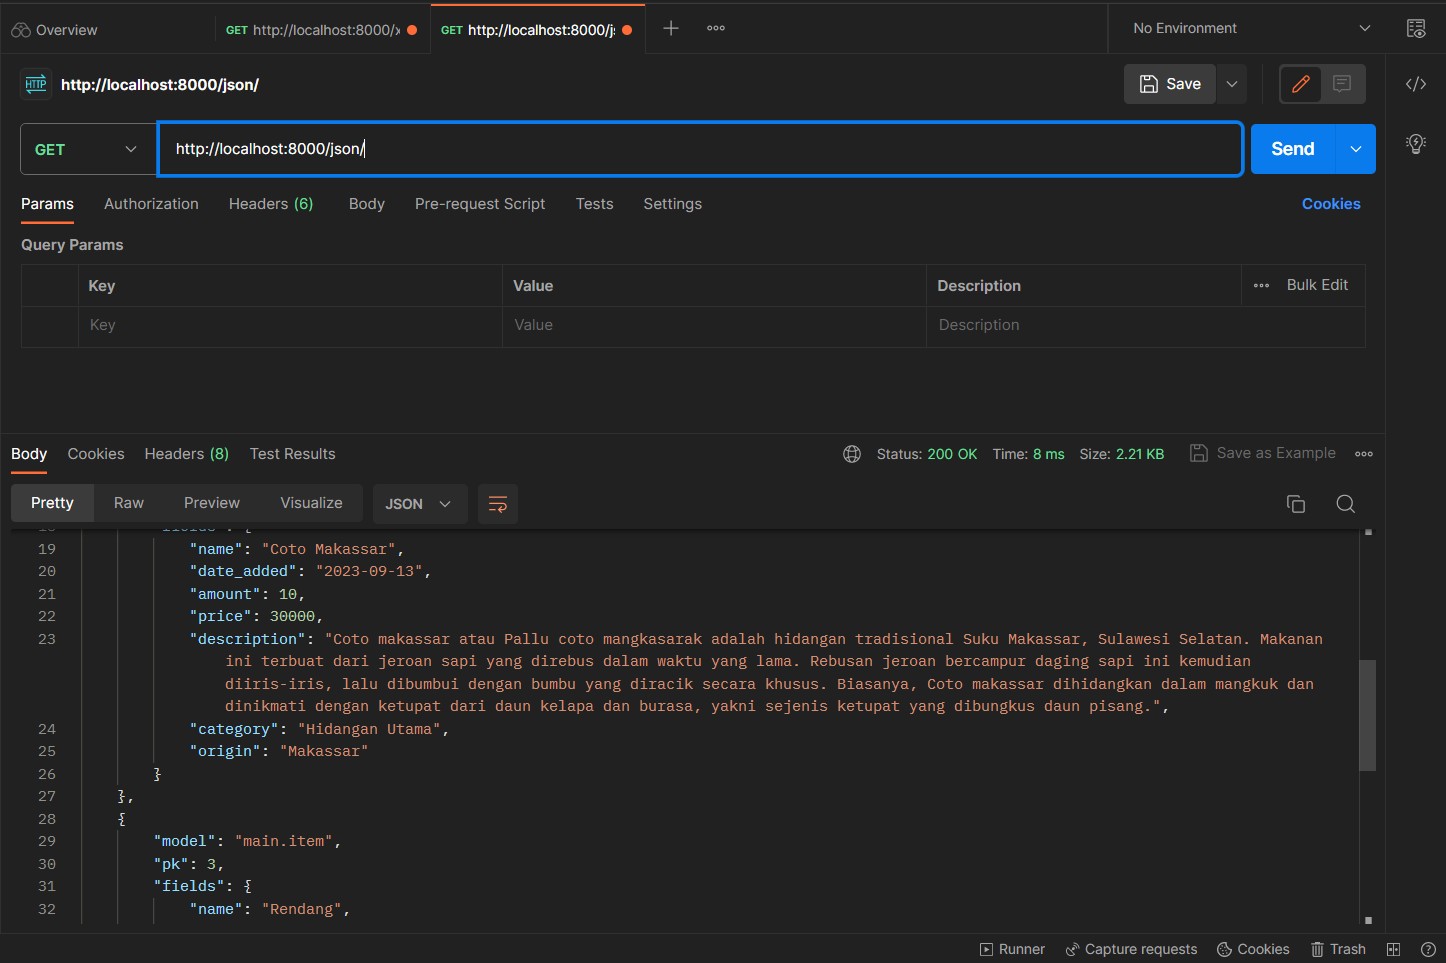 Overview
GET http://localhost:8000/x
GET http://localhost:8000/j
No Environment
HTTP http://localhost:8000/json/
Save
GET
http://localhost:8000/json/
Send
Params Authorization Headers (6) Body Pre-request Script Tests Settings Cookies
Query Params
Key Value Description Bulk Edit
Key Value Description
Body Cookies Headers (8) Test Results Status: 200 OK Time: 8 ms Size: 2.21 KB Save as Example
Pretty Raw Preview Visualize JSON
19 "name": "Coto Makassar",
20 "date_added": "2023-09-13",
21 "amount": 10,
22 "price": 30000,
23 "description": "Coto makassar atau Pallu coto mangkasarak adalah hidangan tradisional Suku Makassar, Sulawesi Selatan. Makanan
ini terbuat dari jeroan sapi yang direbus dalam waktu yang lama. Rebusan jeroan bercampur daging sapi ini kemudian
diiris-iris, lalu dibumbui dengan bumbu yang diracik secara khusus. Biasanya, Coto makassar dihidangkan dalam mangkuk dan
dinikmati dengan ketupat dari daun kelapa dan burasa, yakni sejenis ketupat yang dibungkus daun pisang.",
24 "category": "Hidangan Utama",
25 "origin": "Makassar"
26 }
27 },
28 {
29 "model": "main.item",
30 "pk": 3,
31 "fields": {
32 "name": "Rendang",
Runner Capture requests Cookies Trash